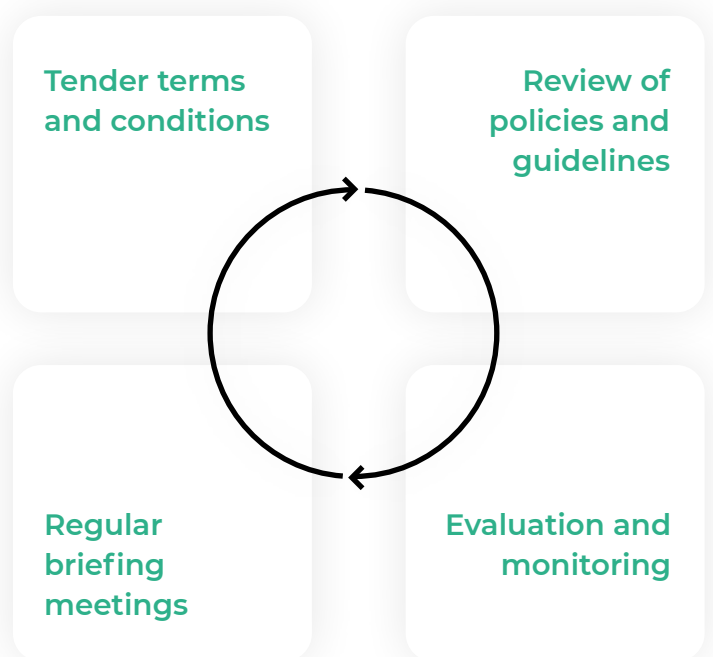 Tender terms
and conditions
Review of
policies and
guidelines
Regular
briefing
meetings
Evaluation and
monitoring